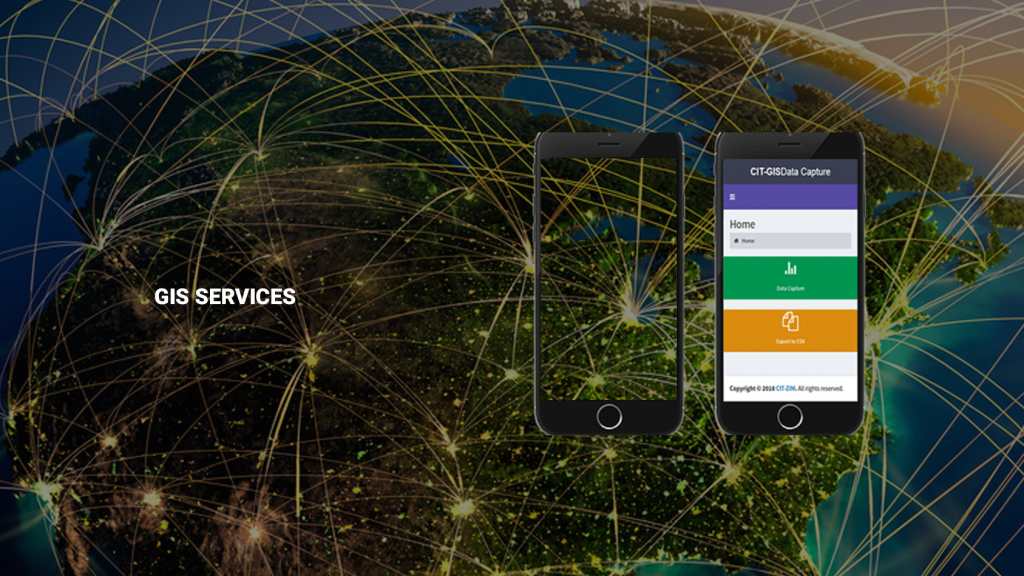 GIS SERVICES
CIT-GISData Capture
Home
Home
Data Capture
Export to CSV
Copyright © 2018 CIT-ZIM. All rights reserved.